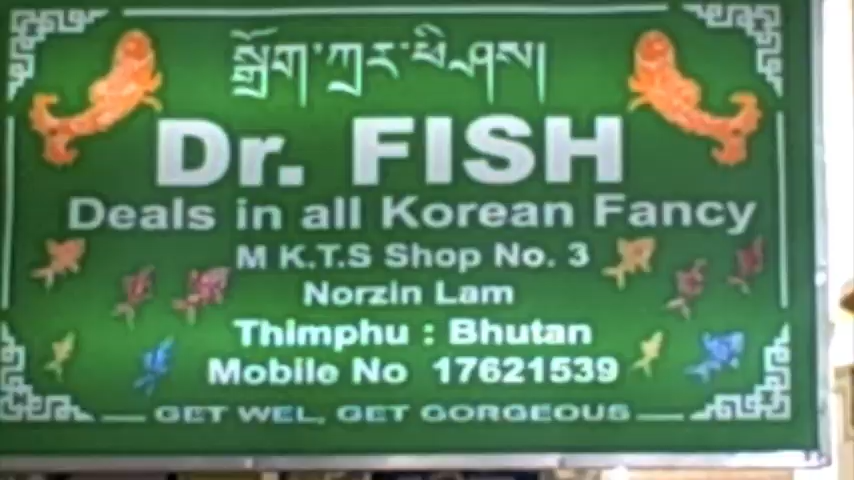 སྒྲོག་ཀྲར་ཕི་ཤས།
Dr. FISH
Deals in all Korean Fancy
M K.T.S Shop No. 3
Norzin Lam
Thimphu : Bhutan
Mobile No 17621539
GET WEL, GET GORGEOUS